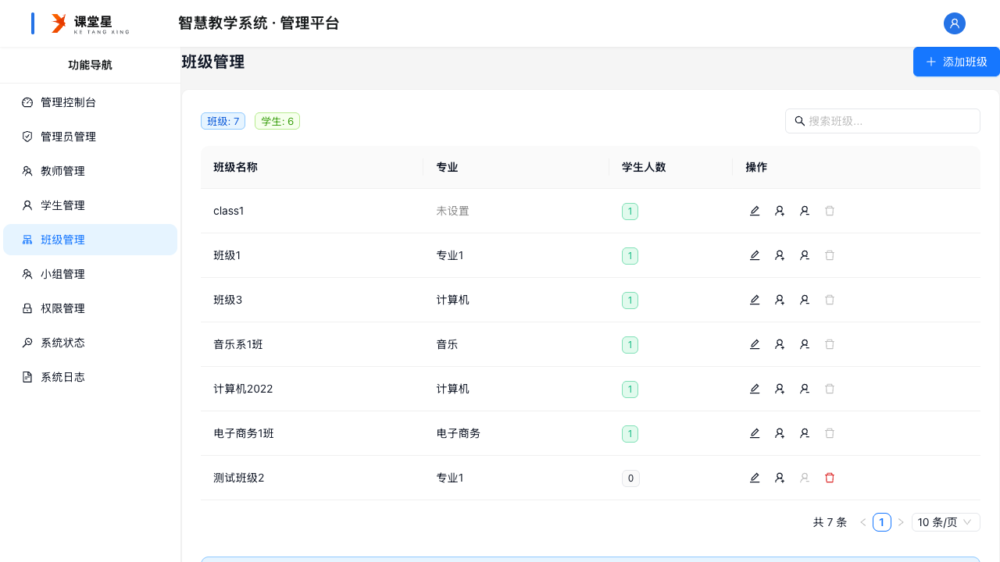 课堂星
KE TANG XING
智慧教学系统 · 管理平台
功能导航
管理控制台
管理员管理
教师管理
学生管理
班级管理
小组管理
权限管理
系统状态
系统日志
班级管理
添加班级
班级: 7 学生: 6
搜索班级...
班级名称 专业 学生人数 操作
class1 未设置 1
班级1 专业1 1
班级3 计算机 1
音乐系1班 音乐 1
计算机2022 计算机 1
电子商务1班 电子商务 1
测试班级2 专业1 0
共 7 条 1 10 条/页